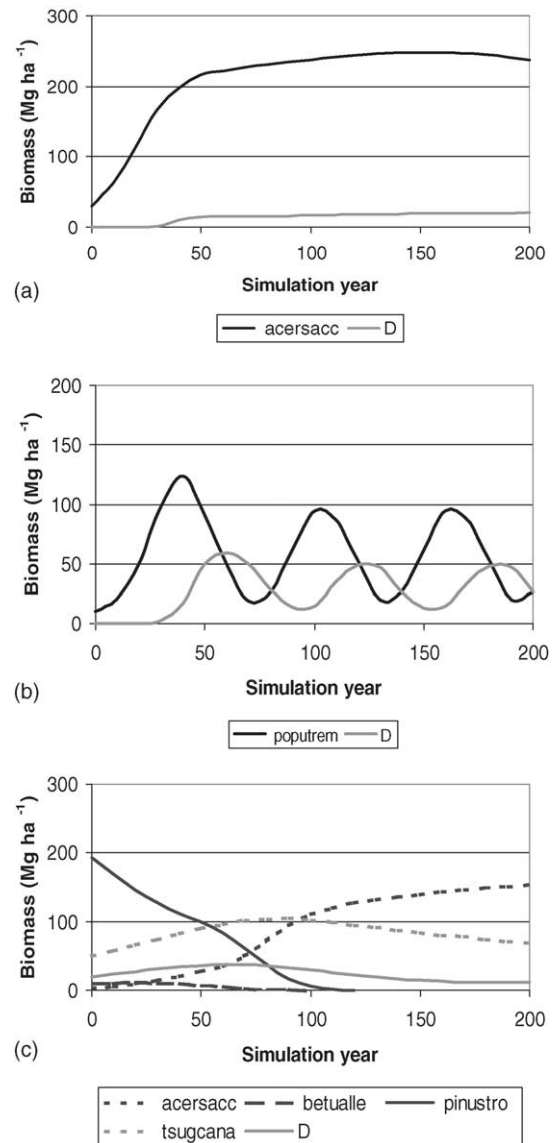 300
200
100
0
Biomass (Mg ha ⁻¹)
0 50 100 150 200
Simulation year
(a)
acersacc D
200
150
100
50
0
Biomass (Mg ha ⁻¹)
0 50 100 150 200
Simulation year
(b)
poputrem D
300
200
100
0
Biomass (Mg ha ⁻¹)
0 50 100 150 200
Simulation year
(c)
acersacc betualle pinustro
tsugcana D